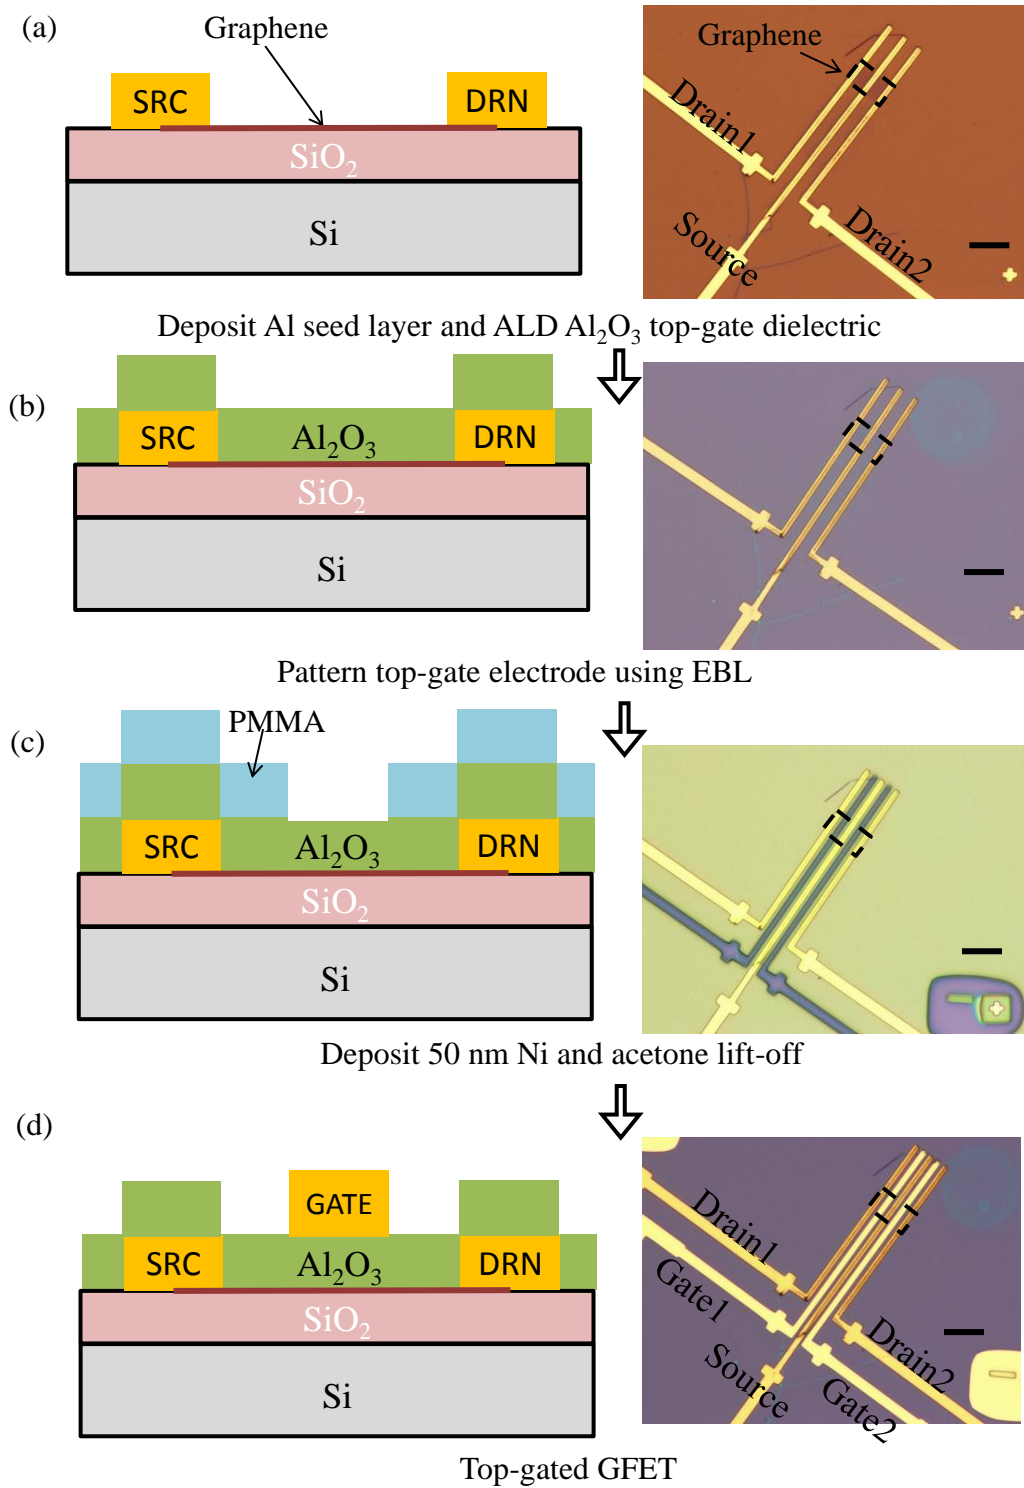 (a)
Graphene
SRC
DRN
SiO₂
Si
Graphene
Drain1
Source
Drain2
Deposit Al seed layer and ALD Al₂O₃ top-gate dielectric
(b)
SRC
Al₂O₃
DRN
SiO₂
Si
Pattern top-gate electrode using EBL
(c)
PMMA
SRC
Al₂O₃
DRN
SiO₂
Si
Deposit 50 nm Ni and acetone lift-off
(d)
GATE
SRC
Al₂O₃
DRN
SiO₂
Si
Drain1
Gate1
Source
Drain2
Gate2
Top-gated GFET